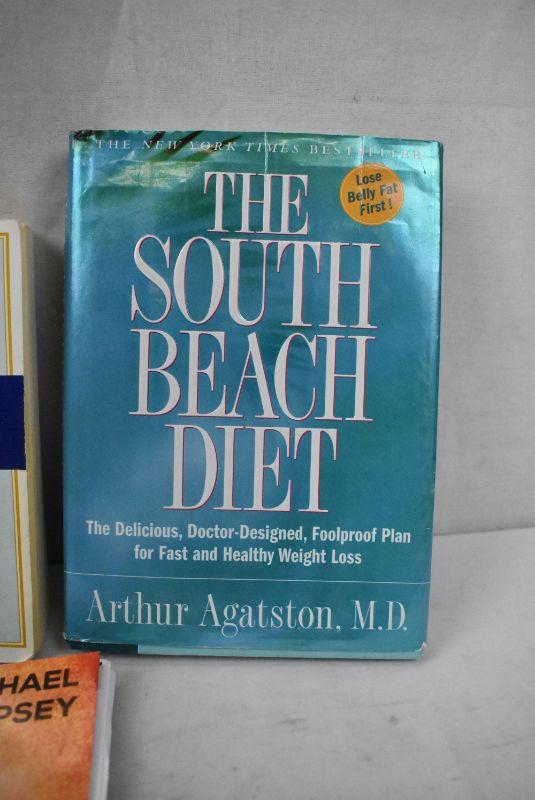 THE NEW YORK TIMES BESTSELLER
Lose
Belly Fat
First!
THE
SOUTH
BEACH
DIET
The Delicious, Doctor-Designed, Foolproof Plan
for Fast and Healthy Weight Loss
Arthur Agatston, M.D.
HAEL
PSEY